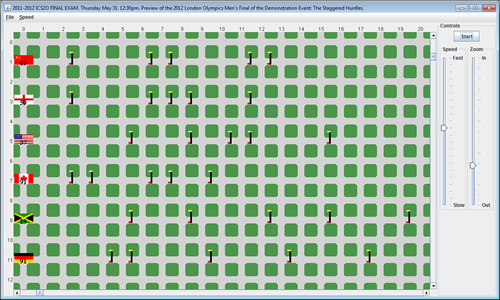 2011-2012 ICS2O FINAL EXAM. Thursday May 31. 12:30pm. Preview of the 2012 London Olympics Men's Final of the Demonstration Event: The Staggered Hurdles.
File Speed
0 1 2 3 4 5 6 7 8 9 10 11 12 13 14 15 16 17 18 19 20
0
1
2
3
4
5
6
7
8
9
10
11
91
12
Controls
Start
Speed Zoom
Fast In
Slow Out